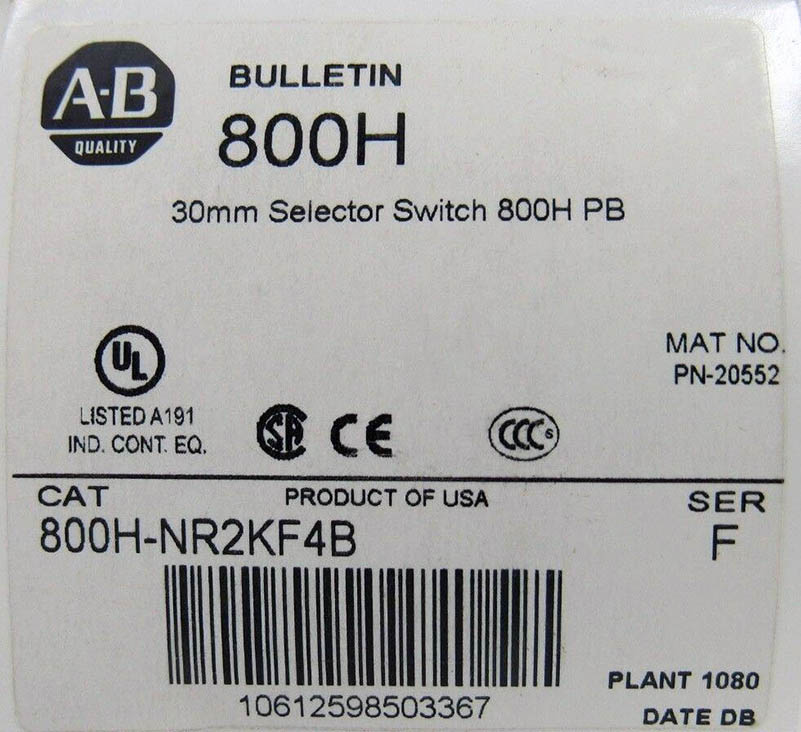 A-B
QUALITY
BULLETIN
800H
30mm Selector Switch 800H PB
UL
LISTED A191
IND. CONT. EQ.
SA
CE
CCC S
MAT NO.
PN-20552
CAT
PRODUCT OF USA
SER
800H-NR2KF4B
F
10612598503367
PLANT 1080
DATE DB